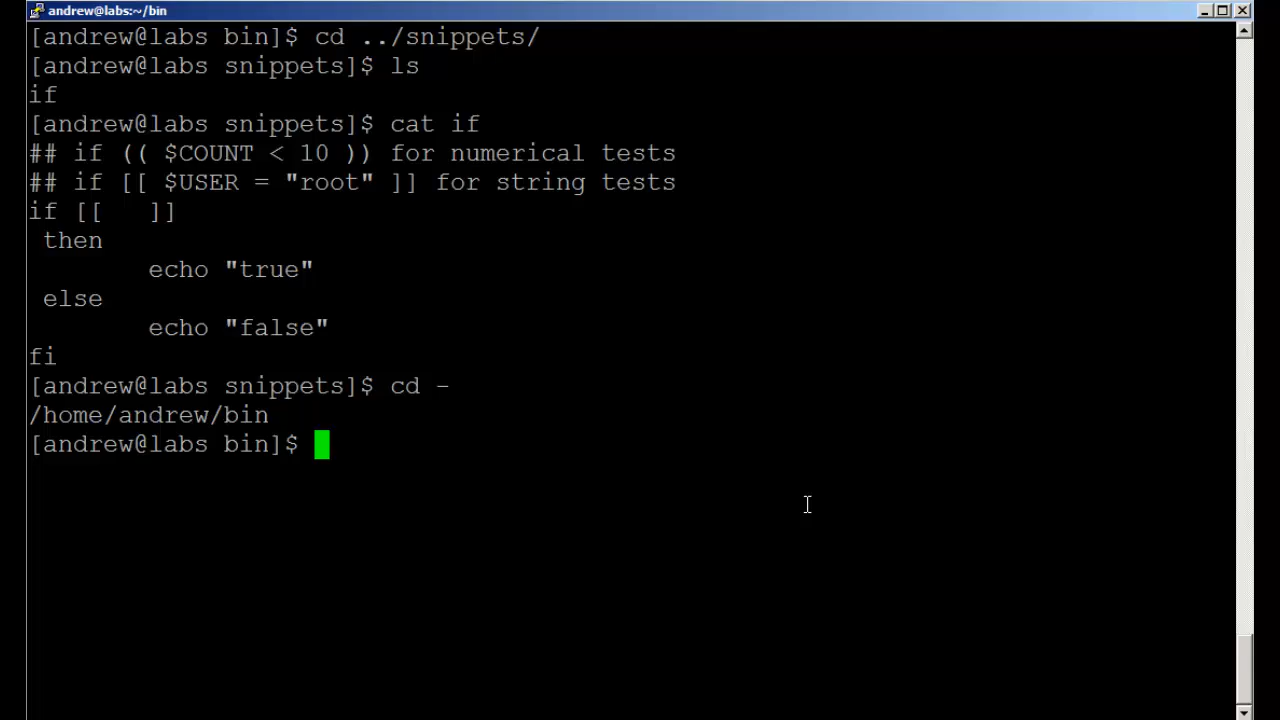 andrew@labs:~/bin
[andrew@labs bin]$ cd ../snippets/
[andrew@labs snippets]$ ls
if
[andrew@labs snippets]$ cat if
## if (( $COUNT < 10 )) for numerical tests
## if [[ $USER = "root" ]] for string tests
if [[   ]]
 then
        echo "true"
 else
        echo "false"
fi
[andrew@labs snippets]$ cd -
/home/andrew/bin
[andrew@labs bin]$